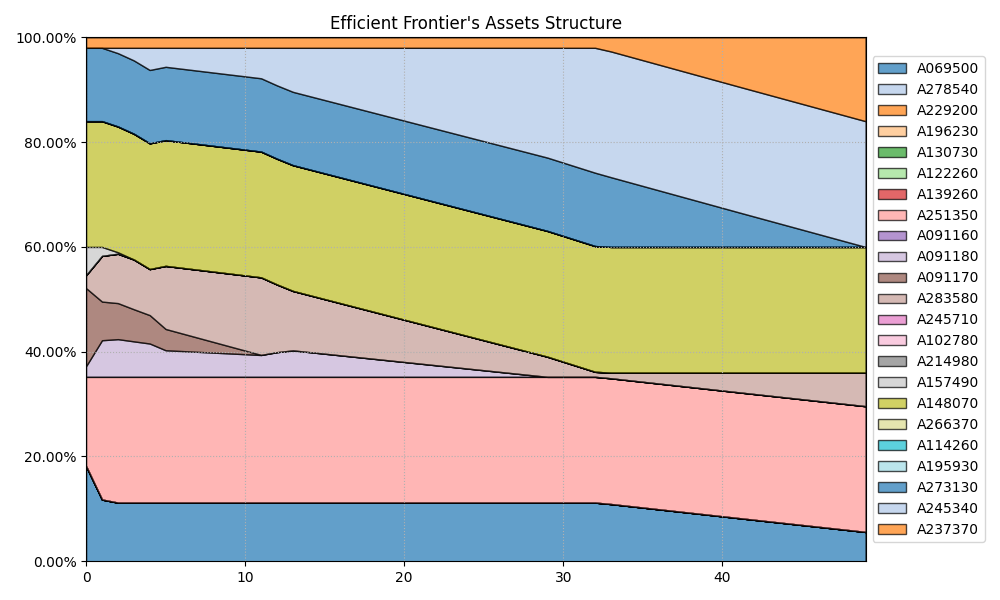 Efficient Frontier's Assets Structure
100.00%
80.00%
60.00%
40.00%
20.00%
0.00%
0
10
20
30
40
A069500
A278540
A229200
A196230
A130730
A122260
A139260
A251350
A091160
A091180
A091170
A283580
A245710
A102780
A214980
A157490
A148070
A266370
A114260
A195930
A273130
A245340
A237370